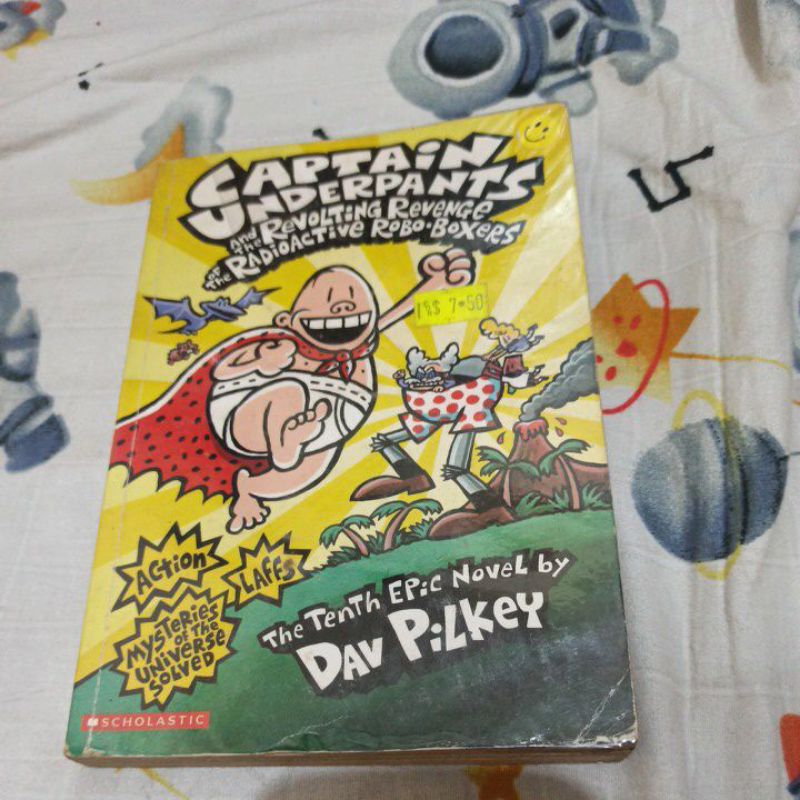 CAPTAIN
UNDERPANTS
AND THE REVOLTING REVENGE
OF THE RADIOACTIVE ROBO-BOXERS
7.50
ACTION
LAFFS
MYSTERIES
OF THE
UNIVERSE
SOLVED
THE TENTH EPIC NOVEL BY
DAV PILKEY
SCHOLASTIC